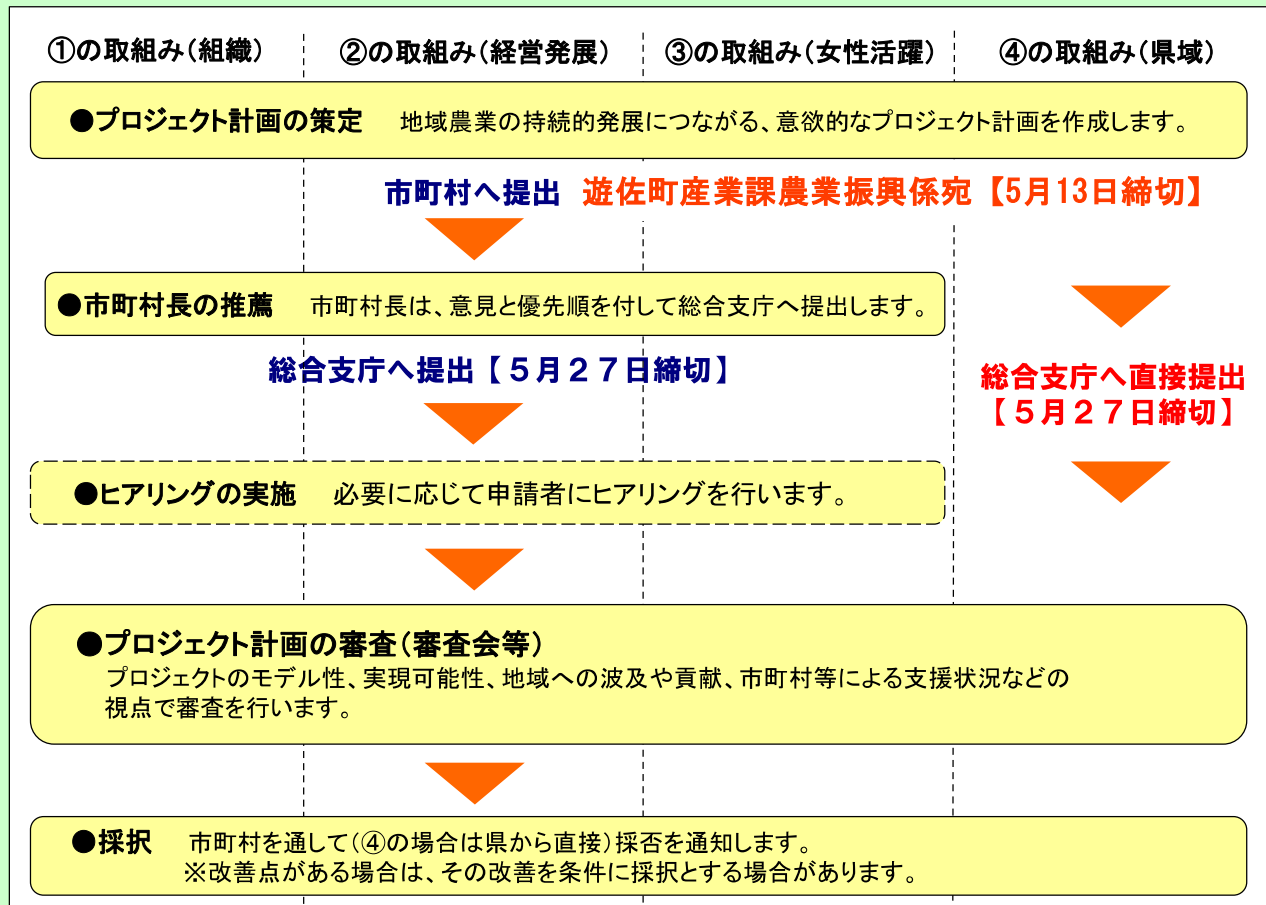 ①の取組み(組織)
②の取組み(経営発展)
③の取組み(女性活躍)
④の取組み(県域)
●プロジェクト計画の策定　地域農業の持続的発展につながる、意欲的なプロジェクト計画を作成します。
市町村へ提出　遊佐町産業課農業振興係宛【5月13日締切】
●市町村長の推薦　市町村長は、意見と優先順を付して総合支庁へ提出します。
総合支庁へ提出【５月２７日締切】
総合支庁へ直接提出
【５月２７日締切】
●ヒアリングの実施　必要に応じて申請者にヒアリングを行います。
●プロジェクト計画の審査(審査会等)
プロジェクトのモデル性、実現可能性、地域への波及や貢献、市町村等による支援状況などの
視点で審査を行います。
●採択　市町村を通して(④の場合は県から直接)採否を通知します。
※改善点がある場合は、その改善を条件に採択とする場合があります。